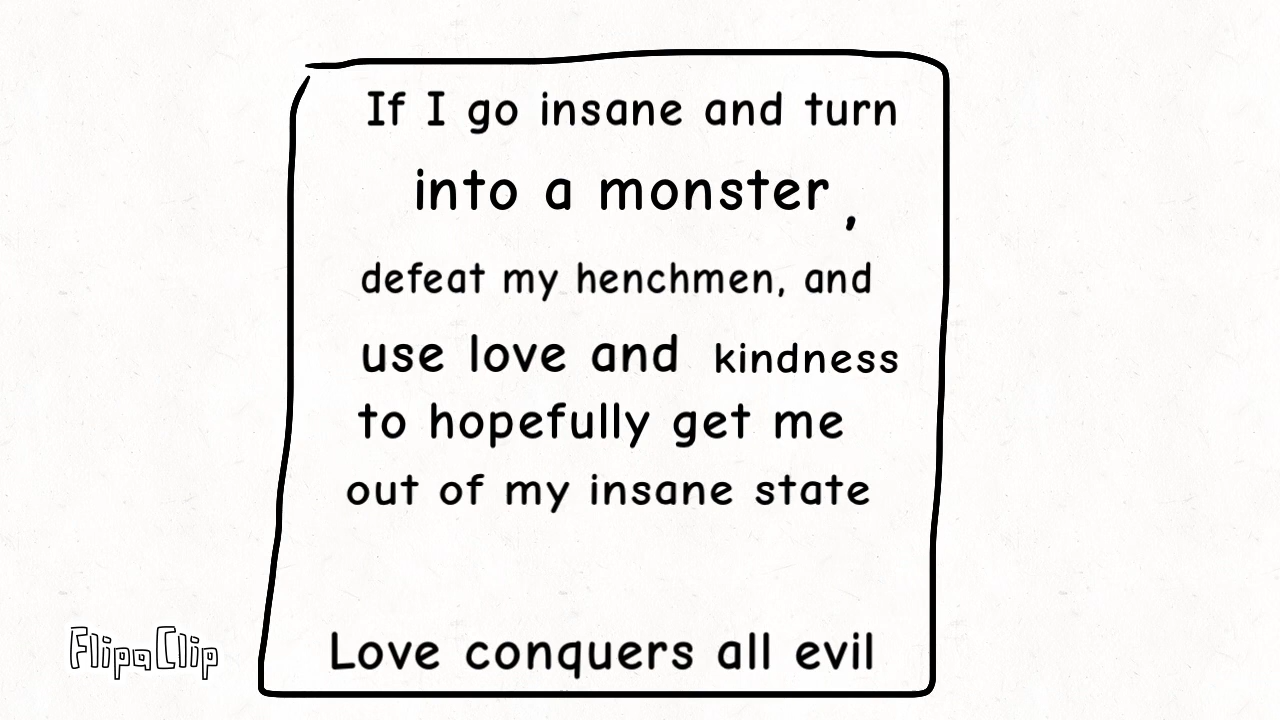 If I go insane and turn
into a monster,
defeat my henchmen, and
use love and kindness
to hopefully get me
out of my insane state
Love conquers all evil
FlipaClip